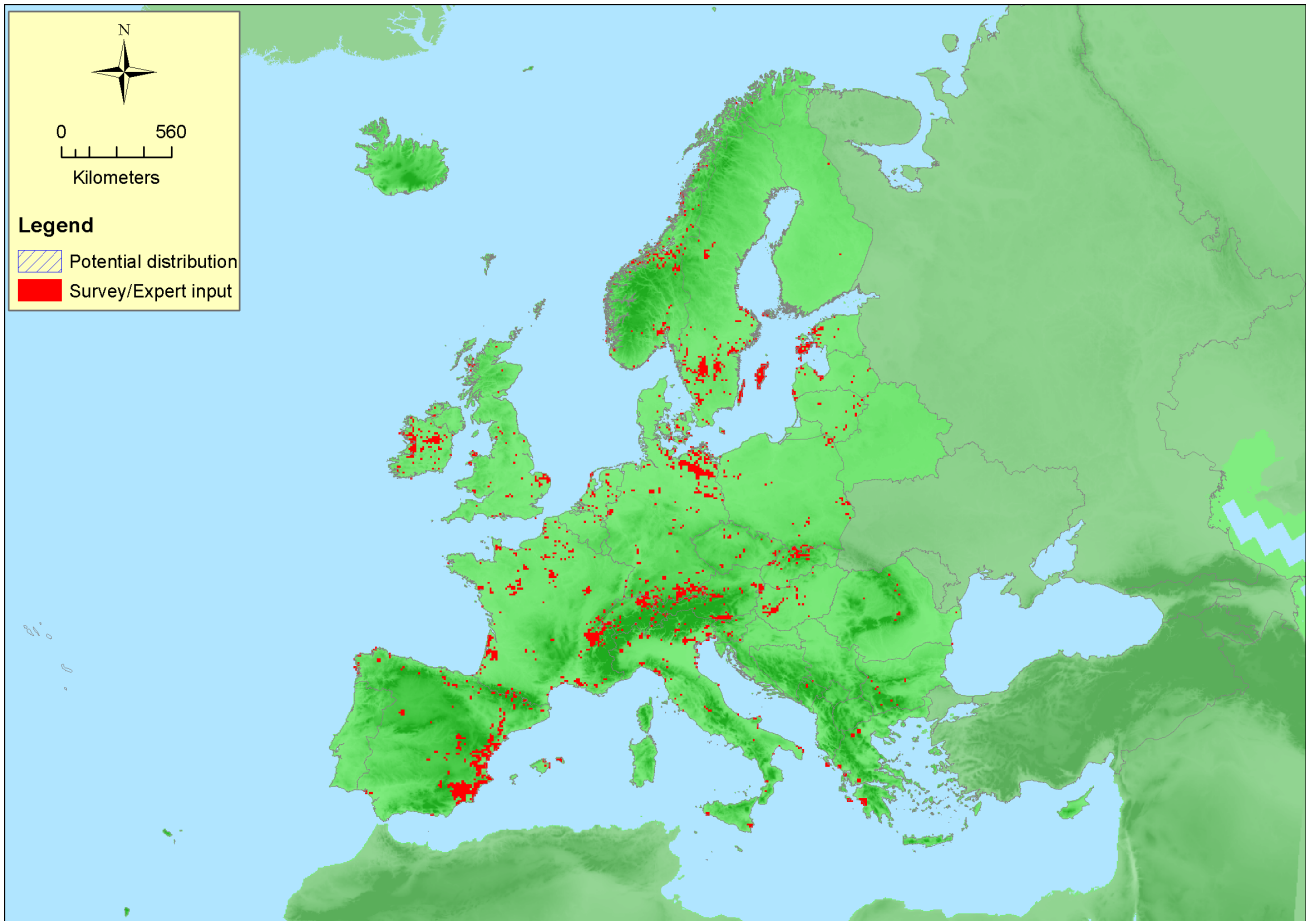 N
0 560
Kilometers
Legend
Potential distribution
Survey/Expert input